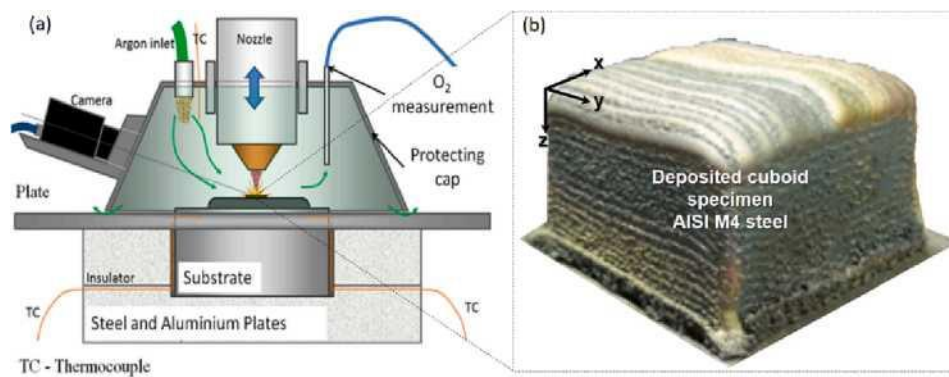 (a)
Argon inlet
TC
Nozzle
Camera
O2
measurement
Protecting
cap
Plate
Insulator
Substrate
TC
TC
Steel and Aluminium Plates
TC - Thermocouple
(b)
x
y
z
Deposited cuboid
specimen
AISI M4 steel